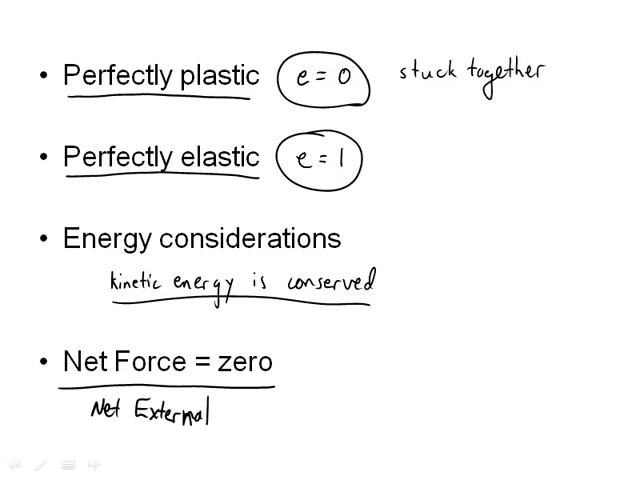 • Perfectly plastic e = 0 stuck together
• Perfectly elastic e = 1
• Energy considerations
kinetic energy is conserved
• Net Force = zero
Net External